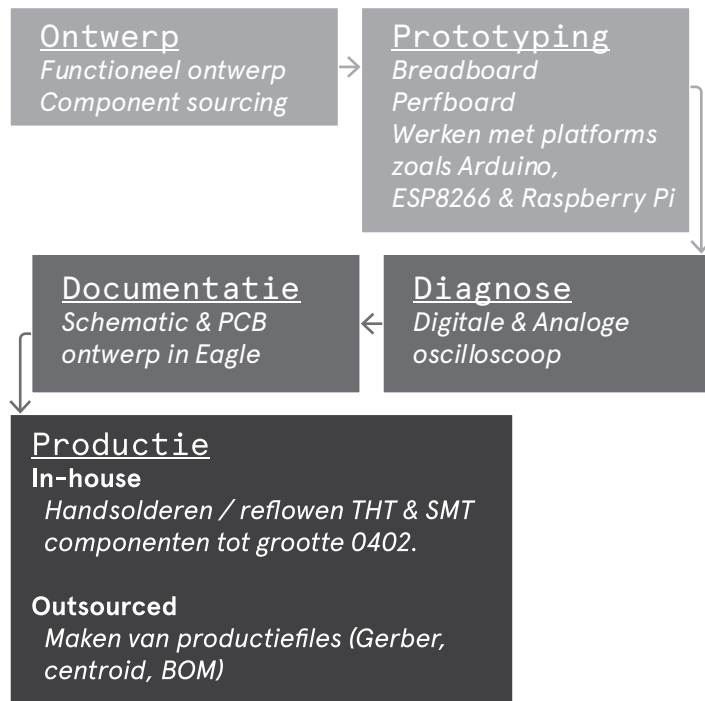 Ontwerp
Functioneel ontwerp
Component sourcing
Prototyping
Breadboard
Perfboard
Werken met platforms
zoals Arduino,
ESP8266 & Raspberry Pi
Diagnose
Digitale & Analoge
oscilloscoop
Documentatie
Schematic & PCB
ontwerp in Eagle
Productie
In-house
Handsolderen / reflowen THT & SMT
componenten tot grootte 0402.
Outsourced
Maken van productiefiles (Gerber,
centroid, BOM)